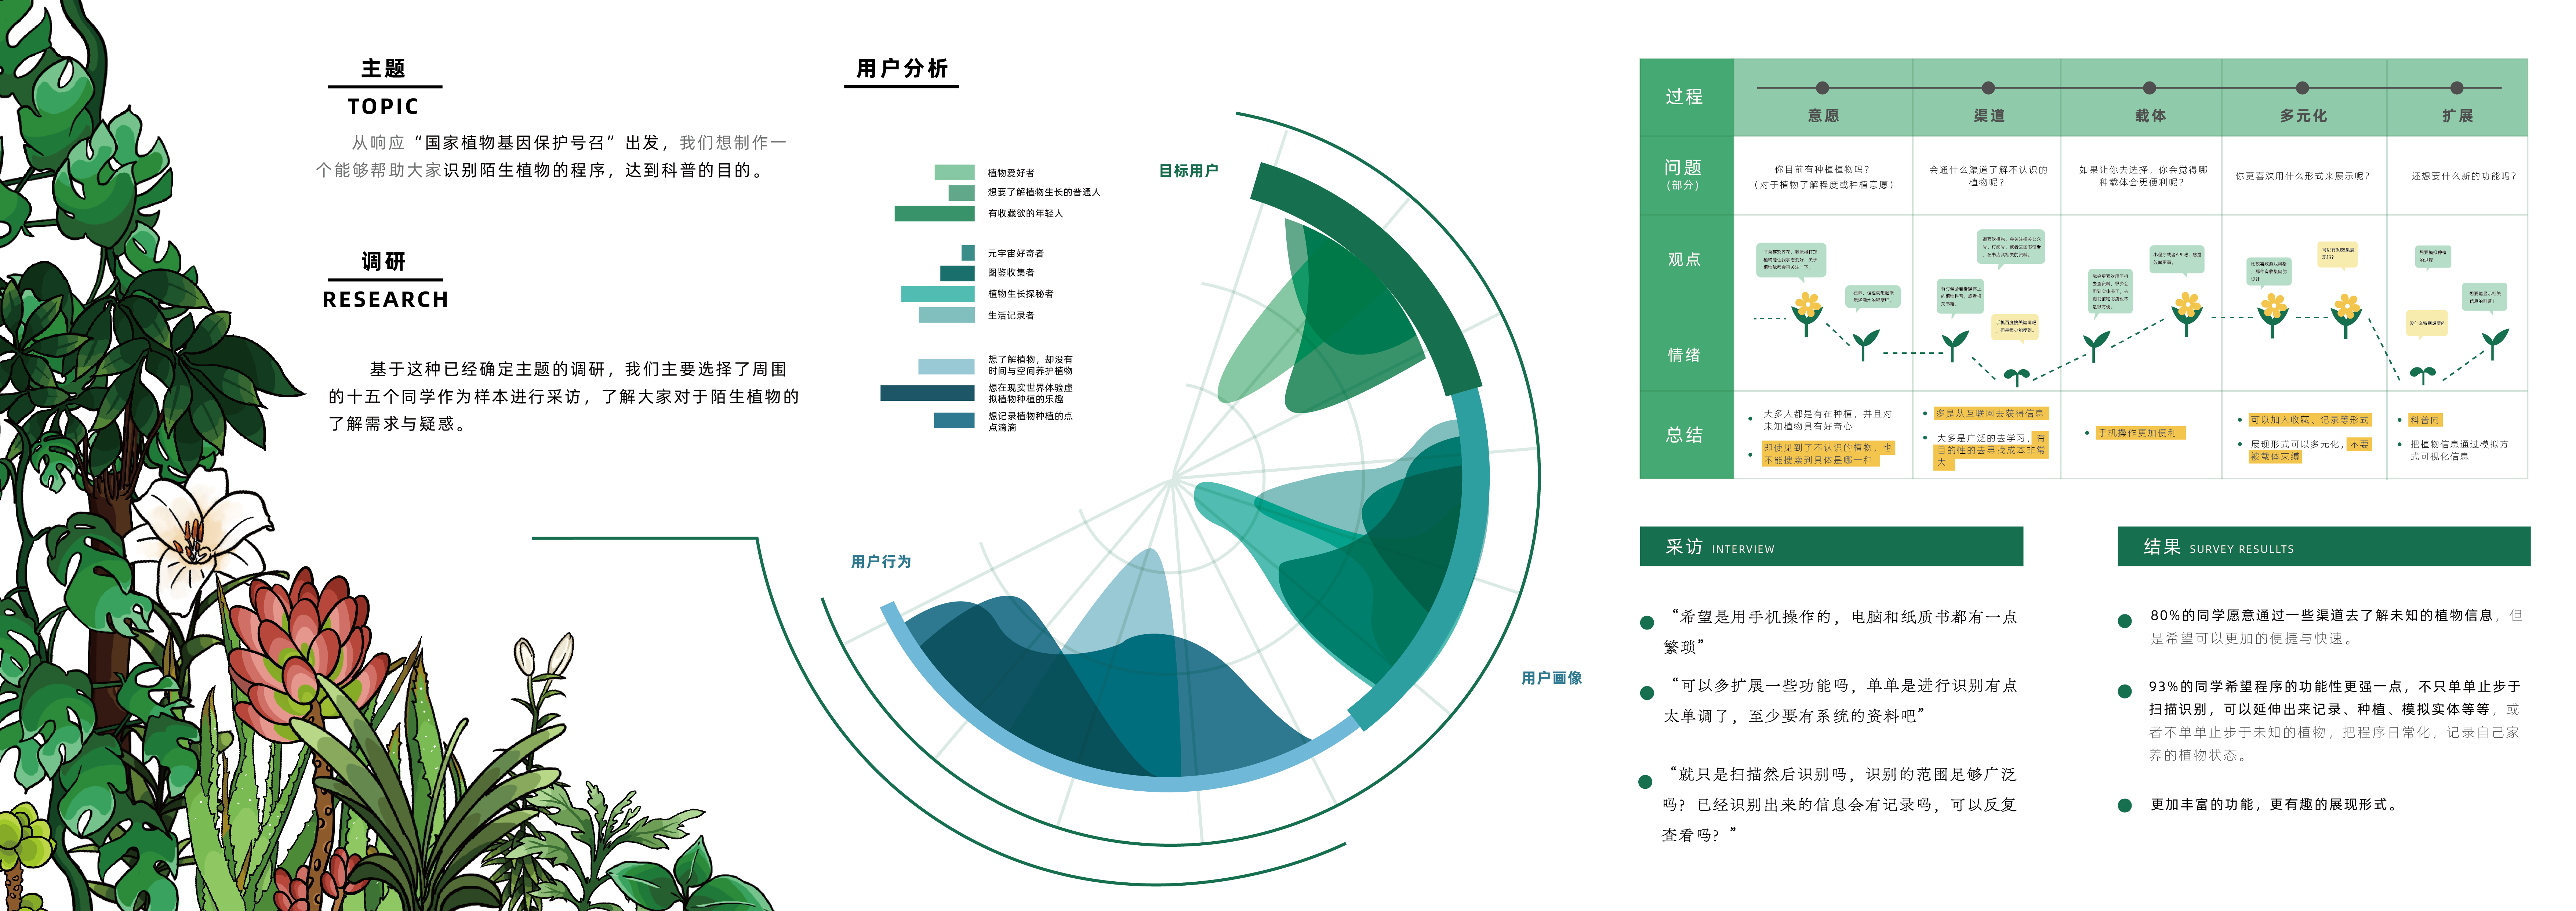 主题
TOPIC
从响应“国家植物基因保护号召”出发，我们想制作一
个能够帮助大家识别陌生植物的程序，达到科普的目的。
调研
RESEARCH
基于这种已经确定主题的调研，我们主要选择了周围
的十五个同学作为样本进行采访，了解大家对于陌生植物的
了解需求与疑惑。
用户分析
植物爱好者
想要了解植物生长的普通人
有收藏欲的年轻人
元宇宙好奇者
图鉴收集者
植物生长探秘者
生活记录者
想了解植物，却没有
时间与空间养护植物
想在现实世界体验虚
拟植物种植的乐趣
想记录植物种植的点
点滴滴
目标用户
用户行为
用户画像
过程
意愿
渠道
载体
多元化
扩展
问题
(部分)
你目前有种植植物吗？
（对于植物了解程度或种植意愿）
会通什么渠道了解不认识的
植物呢？
如果让你去选择，你会觉得哪
种载体会更便利呢？
你更喜欢用什么形式来展示呢？
还想要什么新的功能吗？
观点
情绪
总结
大多人都是有在种植，并且对
未知植物具有好奇心
即使见到了不认识的植物，也
不能搜索到具体是哪一种
多是从互联网去获得信息
大多是广泛的去学习，有
目的性的去寻找成本非常
大
手机操作更加便利
可以加入收藏、记录等形式
展现形式可以多元化，不要
被载体束缚
科普向
把植物信息通过模拟方
式可视化信息
采访 INTERVIEW
“希望是用手机操作的，电脑和纸质书都有一点
繁琐”
“可以多扩展一些功能吗，单单是进行识别有点
太单调了，至少要有系统的资料吧”
“就只是扫描然后识别吗，识别的范围足够广泛
吗？已经识别出来的信息会有记录吗，可以反复
查看吗？”
结果 SURVEY RESULLTS
80%的同学愿意通过一些渠道去了解未知的植物信息，但
是希望可以更加的便捷与快速。
93%的同学希望程序的功能性更强一点，不只单单止步于
扫描识别，可以延伸出来记录、种植、模拟实体等等，或
者不单单止步于未知的植物，把程序日常化，记录自己家
养的植物状态。
更加丰富的功能，更有趣的展现形式。